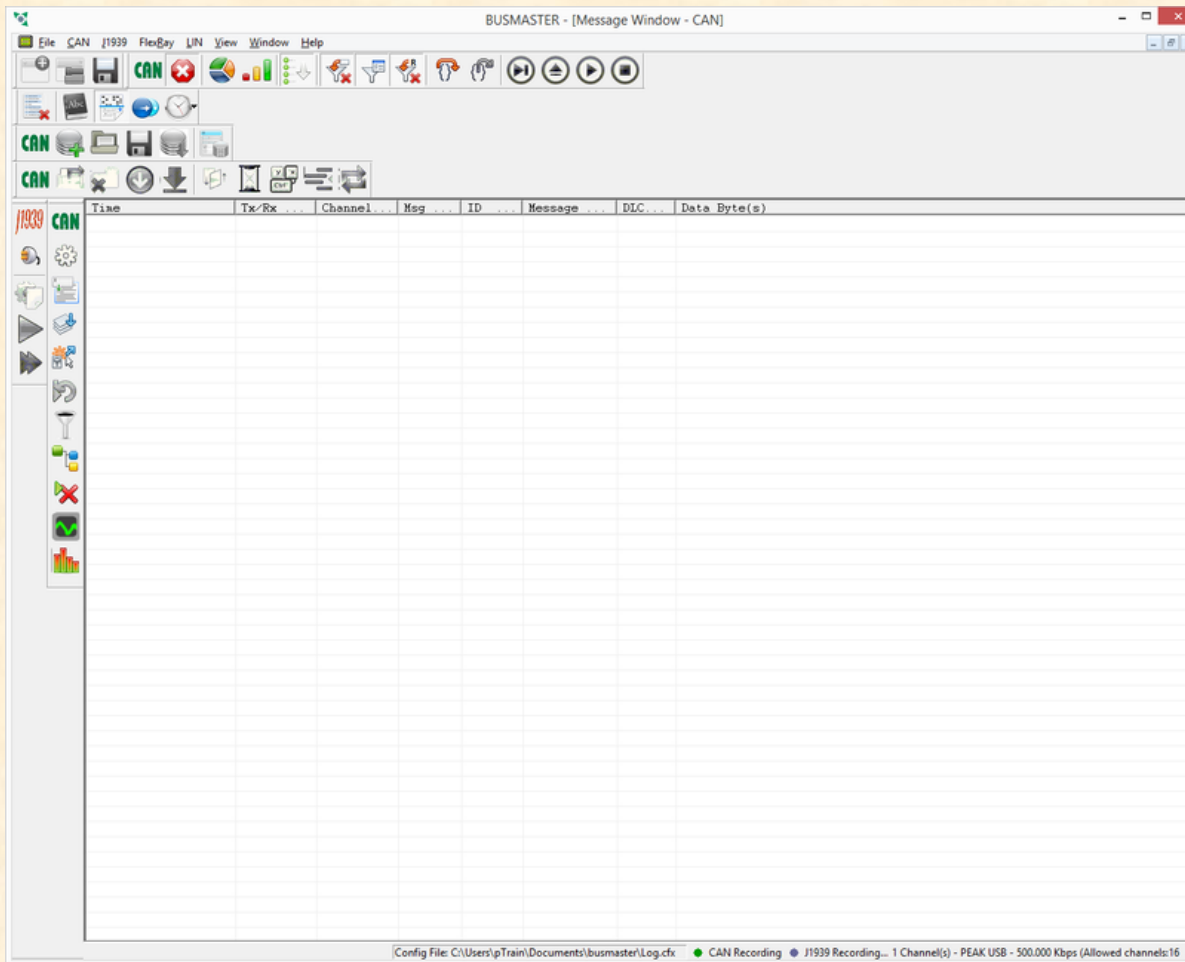 BUSMASTER - [Message Window - CAN]
File CAN J1939 FlexRay LIN View Window Help
CAN
Abc
CAN
CAN
J1939 CAN
Time Tx/Rx ... Channel... Msg ... ID ... Message ... DLC... Data Byte(s)
Config File: C:\Users\pTrain\Documents\busmaster\Log.cfx CAN Recording J1939 Recording... 1 Channel(s) - PEAK USB - 500.000 Kbps (Allowed channels:16